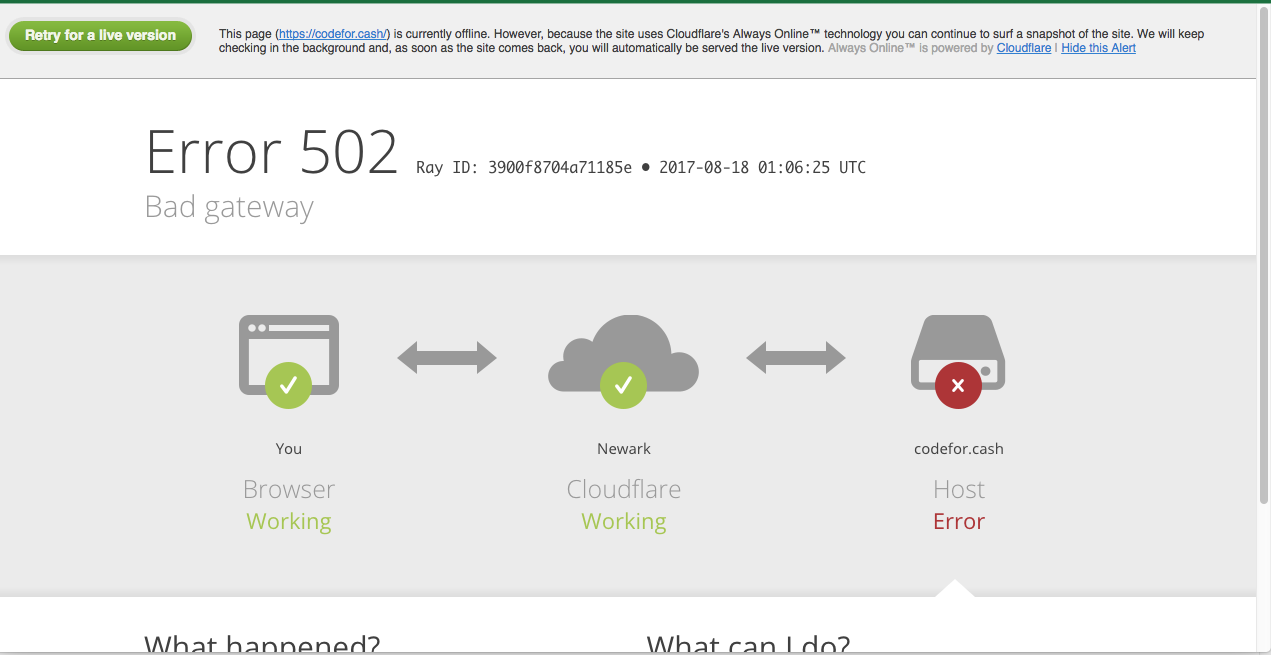 Retry for a live version
This page (https://codefor.cash/) is currently offline. However, because the site uses Cloudflare's Always Online™ technology you can continue to surf a snapshot of the site. We will keep
checking in the background and, as soon as the site comes back, you will automatically be served the live version. Always Online™ is powered by Cloudflare | Hide this Alert
Error 502 Ray ID: 3900f8704a71185e • 2017-08-18 01:06:25 UTC
Bad gateway
You Newark codefor.cash
Browser Cloudflare Host
Working Working Error
What happened? What can I do?